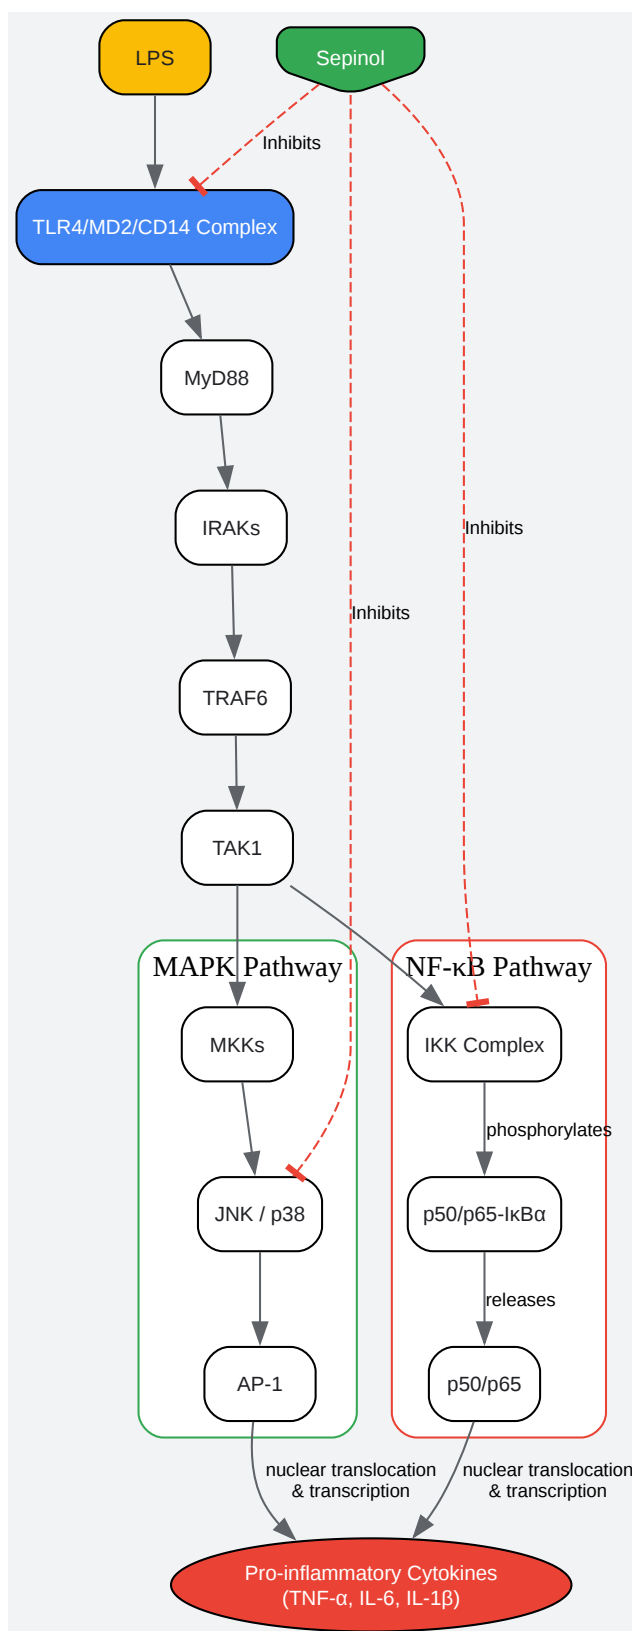 LPS
Sepinol
Inhibits
TLR4/MD2/CD14 Complex
MyD88
IRAKs
Inhibits
Inhibits
TRAF6
TAK1
MAPK Pathway
NF-κB Pathway
MKKs
IKK Complex
phosphorylates
JNK / p38
p50/p65-IκBα
releases
AP-1
p50/p65
nuclear translocation
& transcription
nuclear translocation
& transcription
Pro-inflammatory Cytokines
(TNF-α, IL-6, IL-1β)